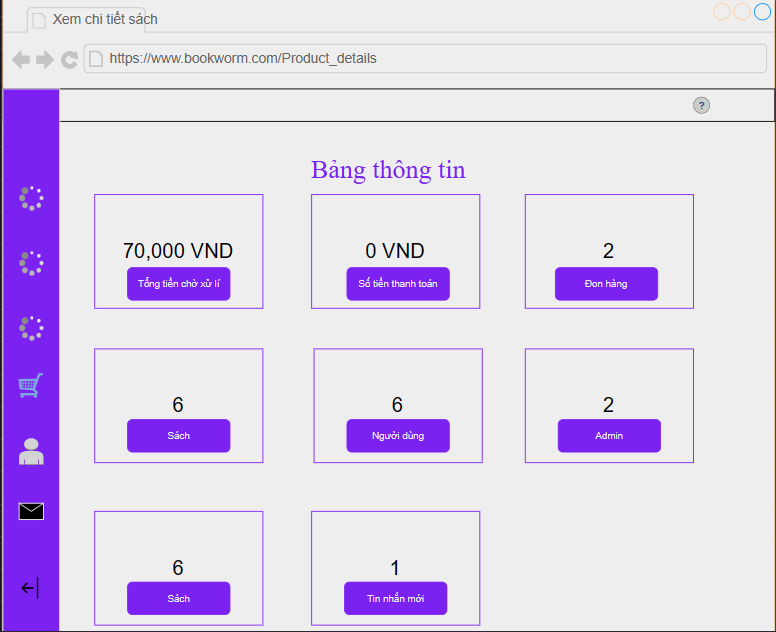 Xem chi tiết sách
https://www.bookworm.com/Product_details
?
Bảng thông tin
70,000 VND
Tổng tiền chờ xử lí
0 VND
Số tiền thanh toán
2
Đon hàng
6
Sách
6
Người dùng
2
Admin
6
Sách
1
Tin nhắn mới